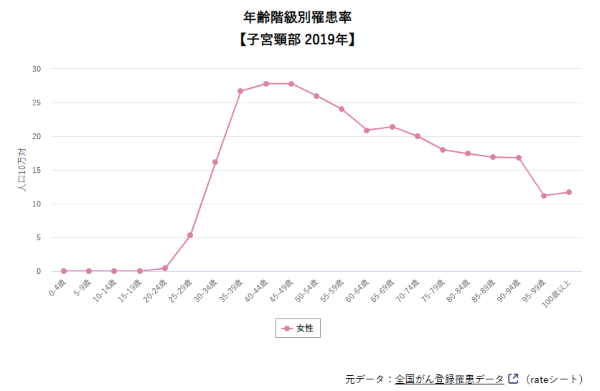 年齢階級別罹患率
【子宮頸部 2019年】
人口10万対
30
25
20
15
10
5
0
0-4歳
5-9歳
10-14歳
15-19歳
20-24歳
25-29歳
30-34歳
35-39歳
40-44歳
45-49歳
50-54歳
55-59歳
60-64歳
65-69歳
70-74歳
75-79歳
80-84歳
85-89歳
90-94歳
95-99歳
100歳以上
女性
元データ：全国がん登録罹患データ（rateシート）